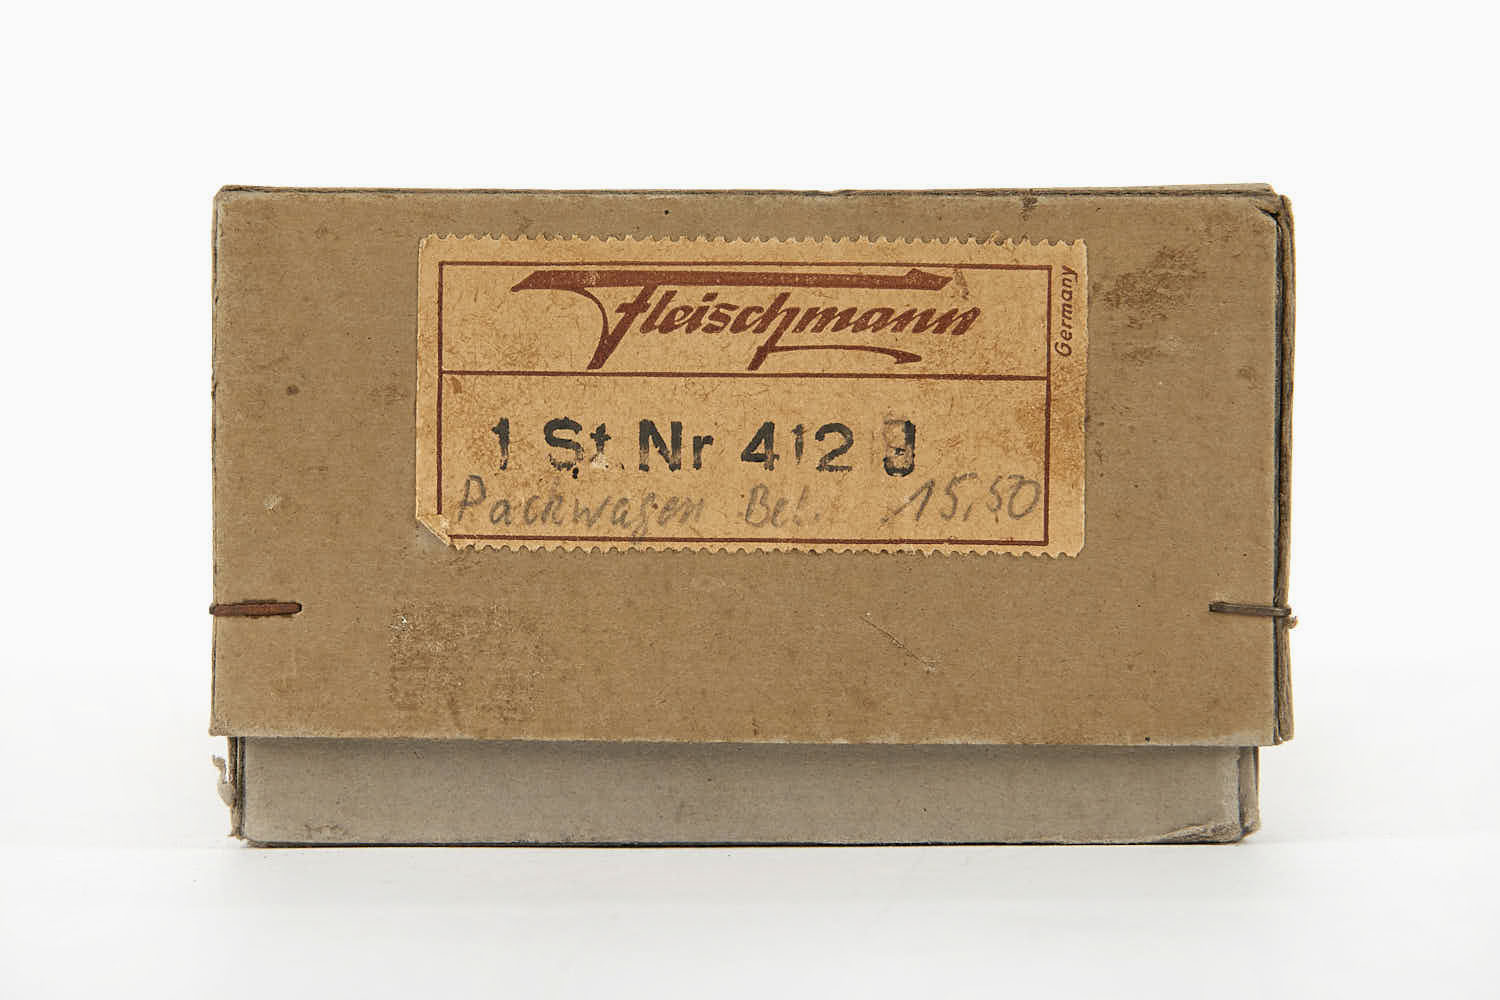 Fleischmann
Germany
1 St. Nr 412
Packwagen Bel. 15,50